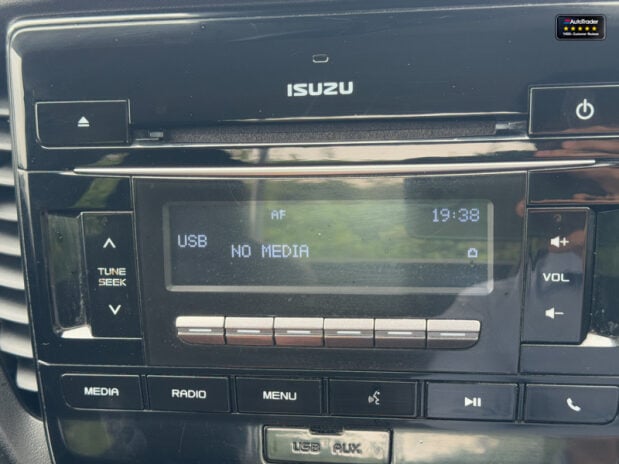 AutoTrader
ISUZU
AF
19:38
USB
NO MEDIA
TUNE
SEEK
VOL
MEDIA
RADIO
MENU
USB AUX